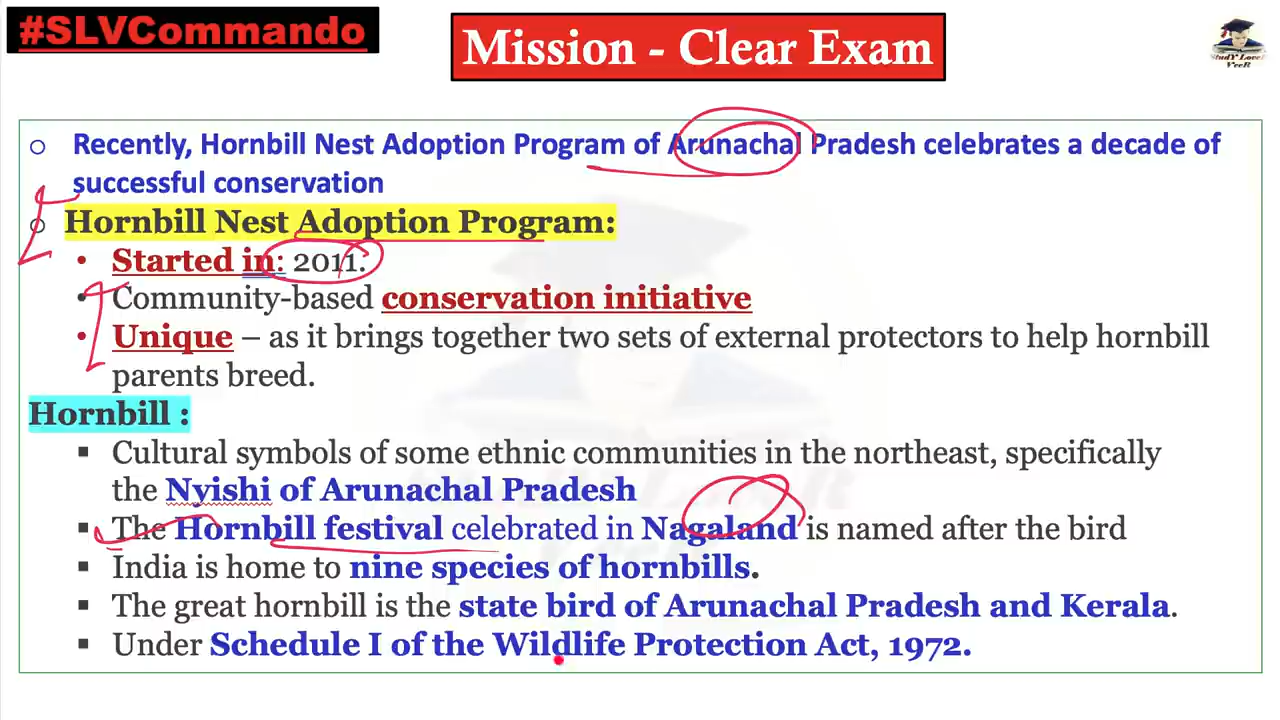 #SLVCommando
Mission - Clear Exam
StudY LoveR
VeeR
Recently, Hornbill Nest Adoption Program of Arunachal Pradesh celebrates a decade of
successful conservation
Hornbill Nest Adoption Program:
Started in: 2011.
Community-based conservation initiative
Unique – as it brings together two sets of external protectors to help hornbill
parents breed.
Hornbill :
Cultural symbols of some ethnic communities in the northeast, specifically
the Nyishi of Arunachal Pradesh
The Hornbill festival celebrated in Nagaland is named after the bird
India is home to nine species of hornbills.
The great hornbill is the state bird of Arunachal Pradesh and Kerala.
Under Schedule I of the Wildlife Protection Act, 1972.